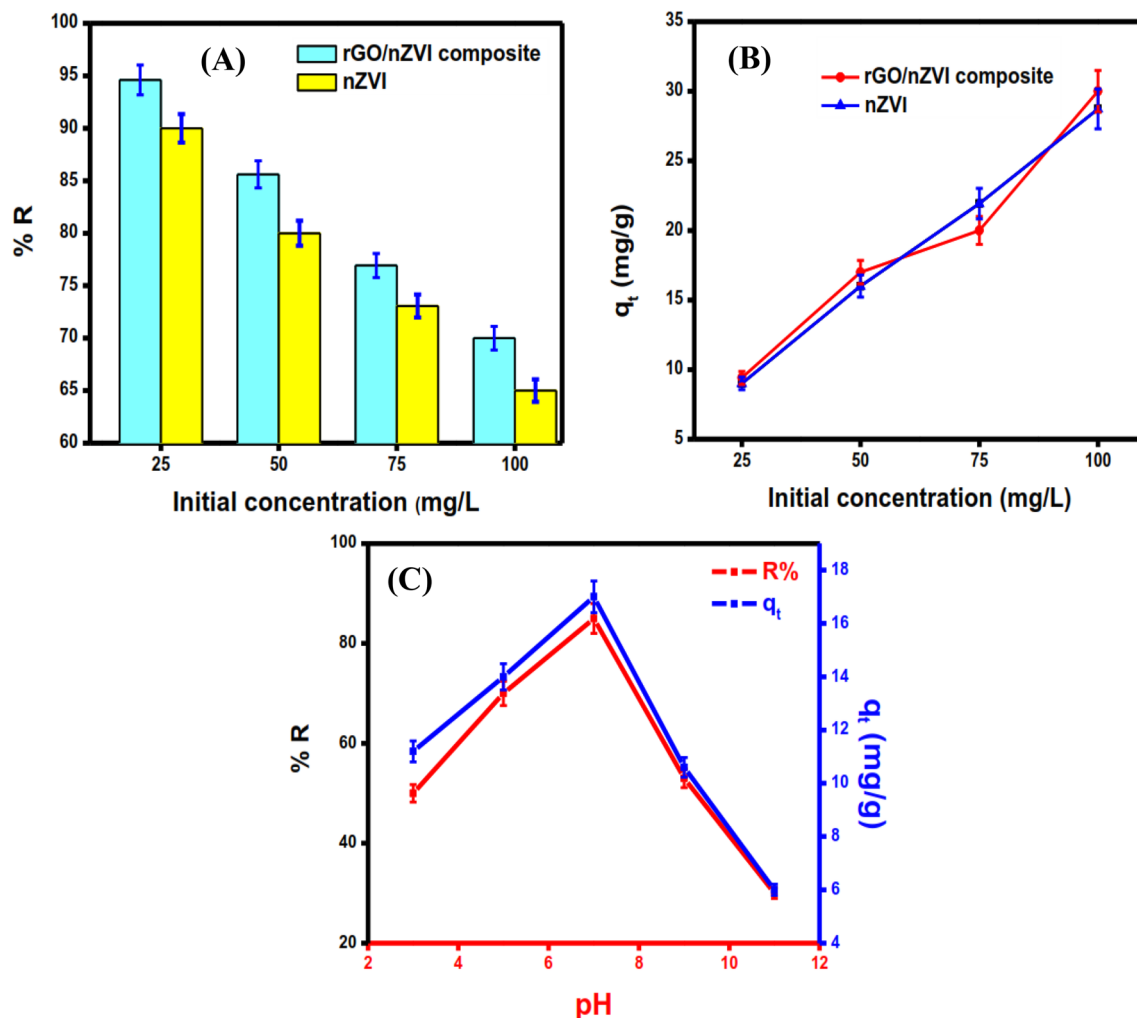 (A)
rGO/nZVI composite
nZVI
% R
100
95
90
85
80
75
70
65
60
25 50 75 100
Initial concentration (mg/L
(B)
rGO/nZVI composite
nZVI
qt (mg/g)
35
30
25
20
15
10
5
25 50 75 100
Initial concentration (mg/L)
(C)
R%
qt
% R
100
80
60
40
20
18
16
14
12
10
8
6
4
qt (mg/g)
2 4 6 8 10 12
pH